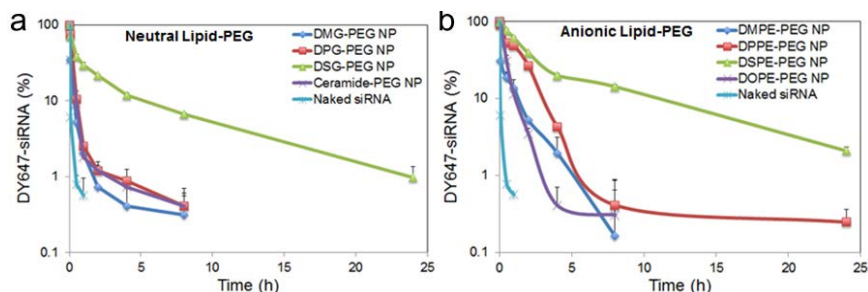 a
Neutral Lipid-PEG
DMG-PEG NP
DPG-PEG NP
DSG-PEG NP
Ceramide-PEG NP
Naked siRNA
DY647-siRNA (%)
100
10
1
0.1
0 5 10 15 20 25
Time (h)
b
Anionic Lipid-PEG
DMPE-PEG NP
DPPE-PEG NP
DSPE-PEG NP
DOPE-PEG NP
Naked siRNA
DY647-siRNA (%)
100
10
1
0.1
0 5 10 15 20 25
Time (h)